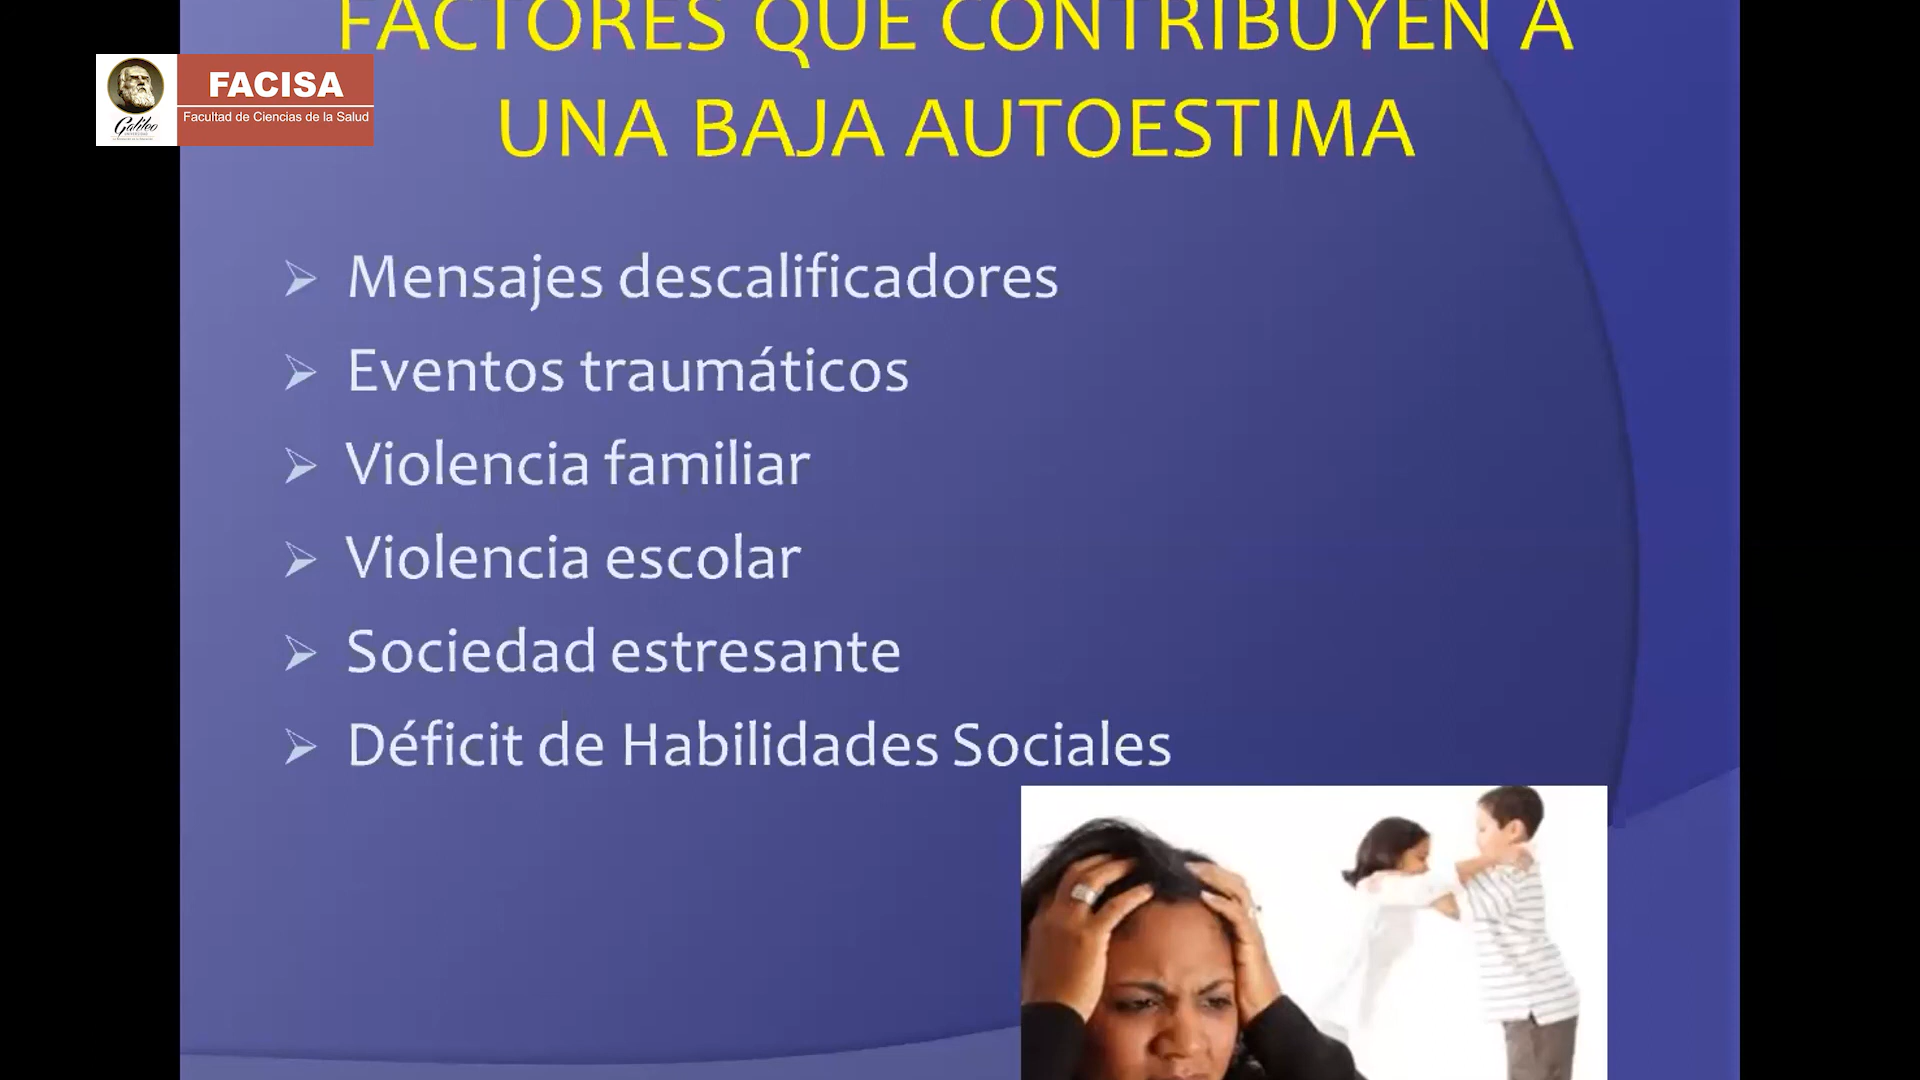 FACTORES QUE CONTRIBUYEN A
UNA BAJA AUTOESTIMA
FACISA
Facultad de Ciencias de la Salud
Galileo
➢ Mensajes descalificadores
➢ Eventos traumáticos
➢ Violencia familiar
➢ Violencia escolar
➢ Sociedad estresante
➢ Déficit de Habilidades Sociales